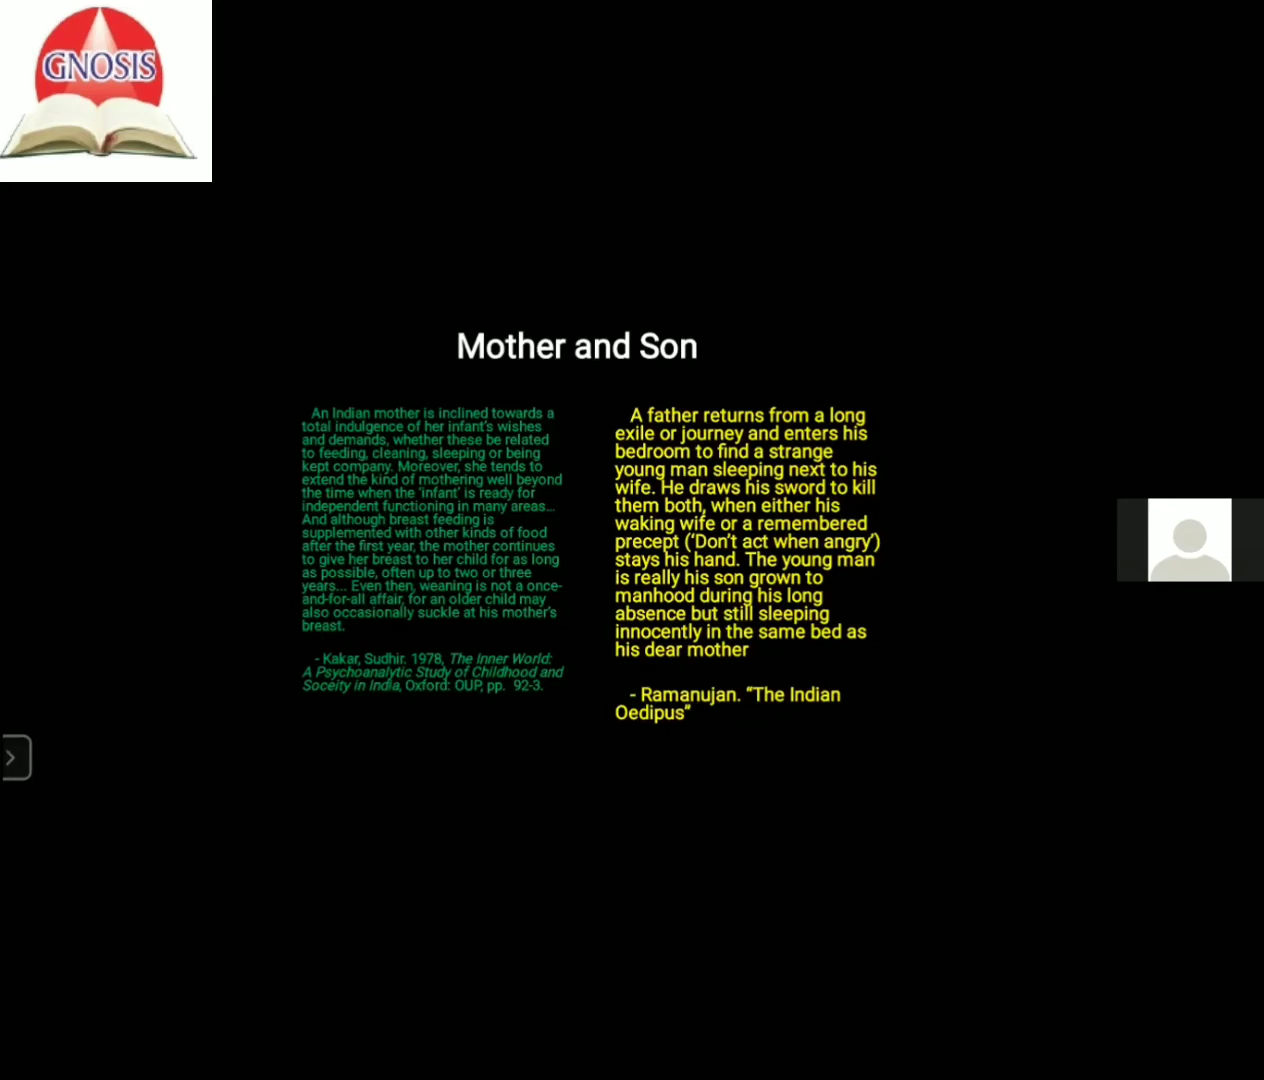 GNOSIS
Mother and Son
An Indian mother is inclined towards a
total indulgence of her infant's wishes
and demands, whether these be related
to feeding, cleaning, sleeping or being
kept company. Moreover, she tends to
extend the kind of mothering well beyond
the time when the 'infant' is ready for
independent functioning in many areas...
And although breast feeding is
supplemented with other kinds of food
after the first year, the mother continues
to give her breast to her child for as long
as possible, often up to two or three
years... Even then, weaning is not a once-
and-for-all affair, for an older child may
also occasionally suckle at his mother's
breast.
- Kakar, Sudhir. 1978, The Inner World:
A Psychoanalytic Study of Childhood and
Soceity in India, Oxford: OUP, pp. 92-3.
A father returns from a long
exile or journey and enters his
bedroom to find a strange
young man sleeping next to his
wife. He draws his sword to kill
them both, when either his
waking wife or a remembered
precept ('Don't act when angry')
stays his hand. The young man
is really his son grown to
manhood during his long
absence but still sleeping
innocently in the same bed as
his dear mother
- Ramanujan. "The Indian
Oedipus"